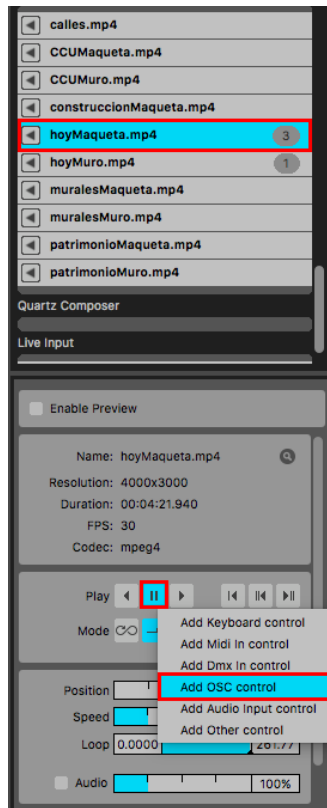 calles.mp4
CCUMaqueta.mp4
CCUMuro.mp4
construccionMaqueta.mp4
hoyMaqueta.mp4 3
hoyMuro.mp4 1
muralesMaqueta.mp4
muralesMuro.mp4
patrimonioMaqueta.mp4
patrimonioMuro.mp4
Quartz Composer
Live Input
Enable Preview
Name: hoyMaqueta.mp4
Resolution: 4000x3000
Duration: 00:04:21.940
FPS: 30
Codec: mpeg4
Play
Mode
Add Keyboard control
Add Midi In control
Add Dmx In control
Position
Add OSC control
Speed
Add Audio Input control
Add Other control
Loop 0.0000 261.77
Audio 100%